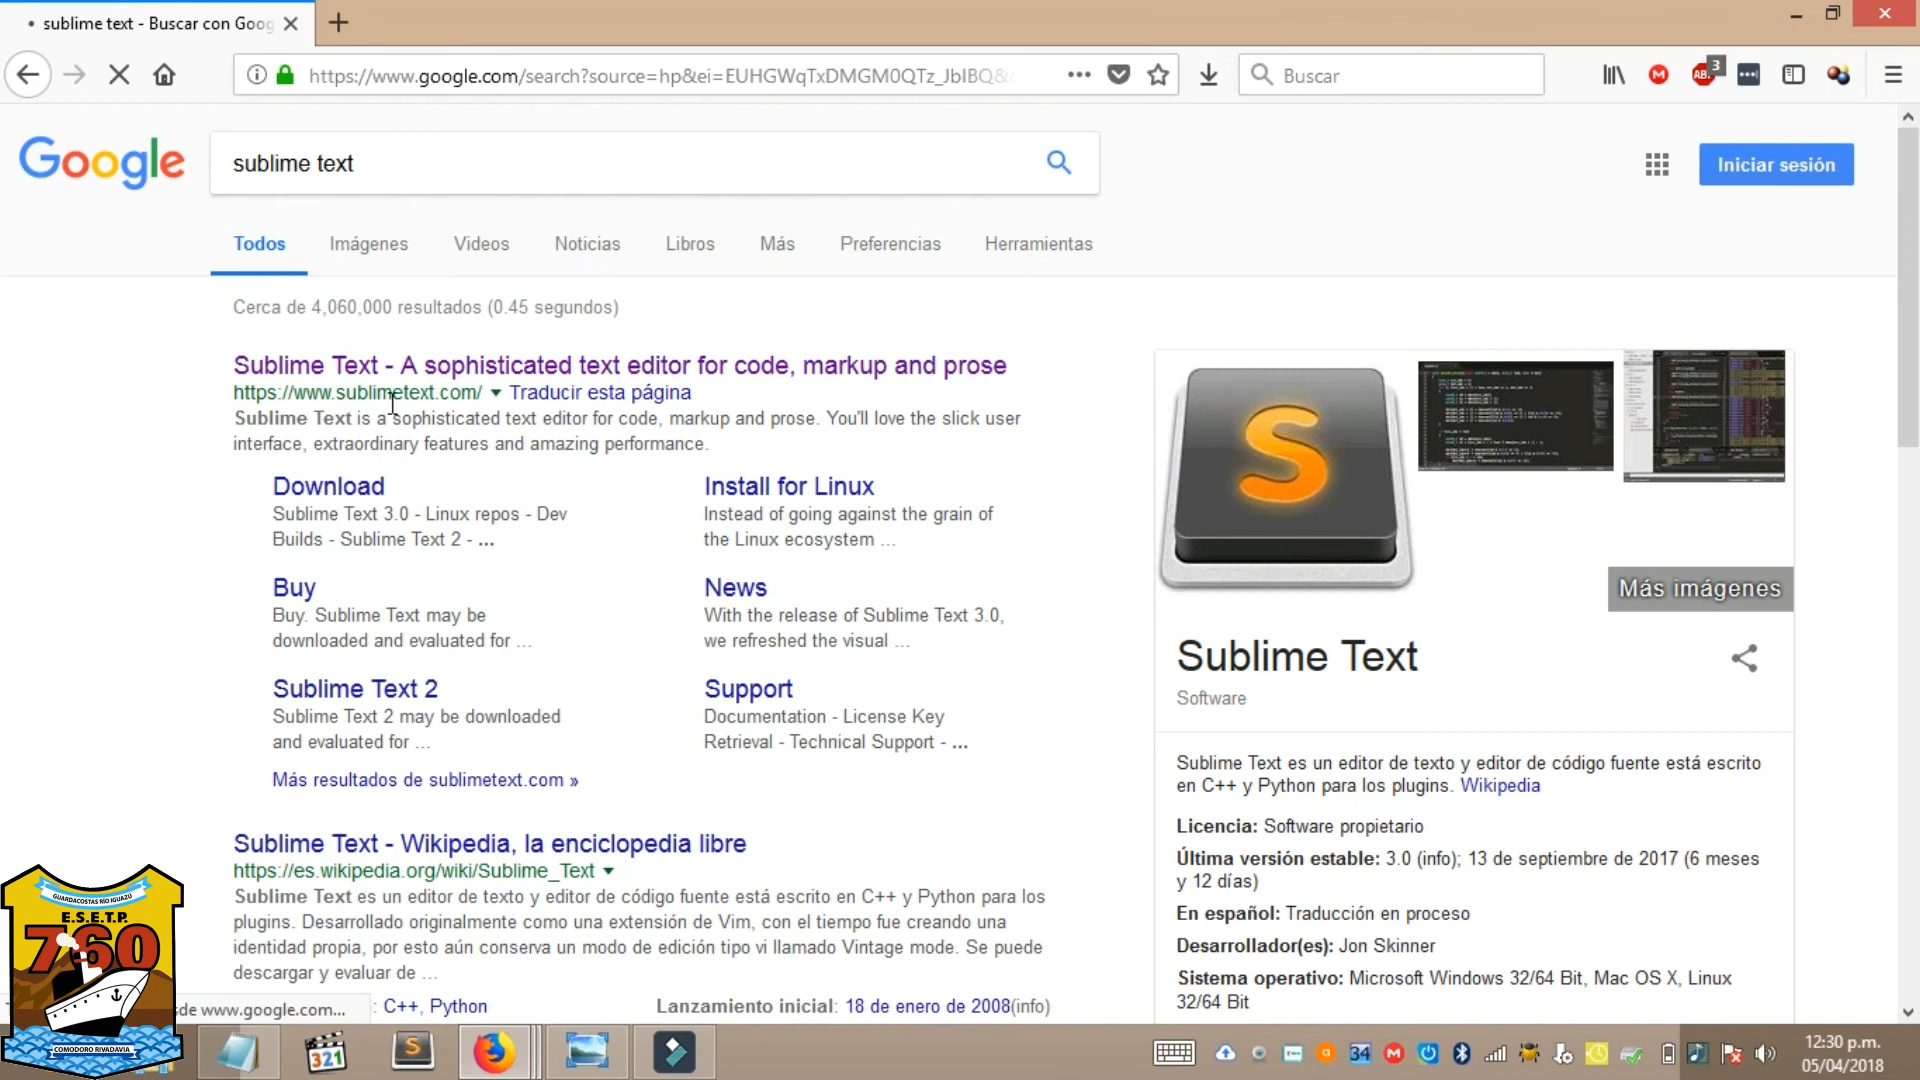 sublime text - Buscar con Goog
https://www.google.com/search?source=hp&ei=EUHGWqTxDMGM0QTz_JbIBQ&
Buscar
3
Google
sublime text
Iniciar sesión
Todos
Imágenes
Videos
Noticias
Libros
Más
Preferencias
Herramientas
Cerca de 4,060,000 resultados (0.45 segundos)
Sublime Text - A sophisticated text editor for code, markup and prose
https://www.sublimetext.com/ Traducir esta página
Sublime Text is a sophisticated text editor for code, markup and prose. You'll love the slick user
interface, extraordinary features and amazing performance.
Download
Sublime Text 3.0 - Linux repos - Dev
Builds - Sublime Text 2 - ...
Install for Linux
Instead of going against the grain of
the Linux ecosystem ...
Buy
Buy. Sublime Text may be
downloaded and evaluated for ...
News
With the release of Sublime Text 3.0,
we refreshed the visual ...
Sublime Text 2
Sublime Text 2 may be downloaded
and evaluated for ...
Support
Documentation - License Key
Retrieval - Technical Support - ...
Más resultados de sublimetext.com »
Sublime Text - Wikipedia, la enciclopedia libre
https://es.wikipedia.org/wiki/Sublime_Text
Sublime Text es un editor de texto y editor de código fuente está escrito en C++ y Python para los
plugins. Desarrollado originalmente como una extensión de Vim, con el tiempo fue creando una
identidad propia, por esto aún conserva un modo de edición tipo vi llamado Vintage mode. Se puede
descargar y evaluar de ...
: C++, Python
Lanzamiento inicial: 18 de enero de 2008(info)
sde www.google.com...
Más imágenes
Sublime Text
Software
Sublime Text es un editor de texto y editor de código fuente está escrito
en C++ y Python para los plugins. Wikipedia
Licencia: Software propietario
Última versión estable: 3.0 (info); 13 de septiembre de 2017 (6 meses
y 12 días)
En español: Traducción en proceso
Desarrollador(es): Jon Skinner
Sistema operativo: Microsoft Windows 32/64 Bit, Mac OS X, Linux
32/64 Bit
GUARDACOSTAS RÍO IGUAZÚ
E.S.E.T.P.
760
COMODORO RIVADAVIA
321
34
12:30 p.m.
05/04/2018